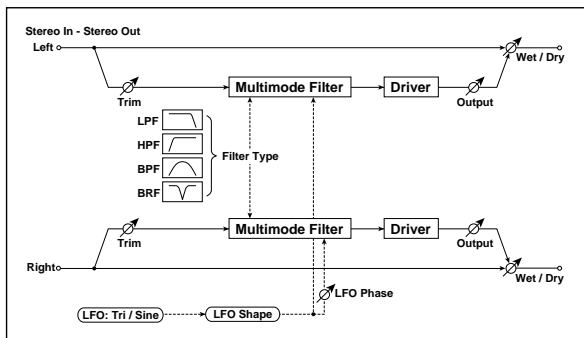 Stereo In - Stereo Out
Left
Wet / Dry
Trim
Multimode Filter
Driver
Output
LPF
HPF
BPF
BRF
Filter Type
Multimode Filter
Driver
Trim
Output
Right
Wet / Dry
LFO Phase
LFO: Tri / Sine
LFO Shape